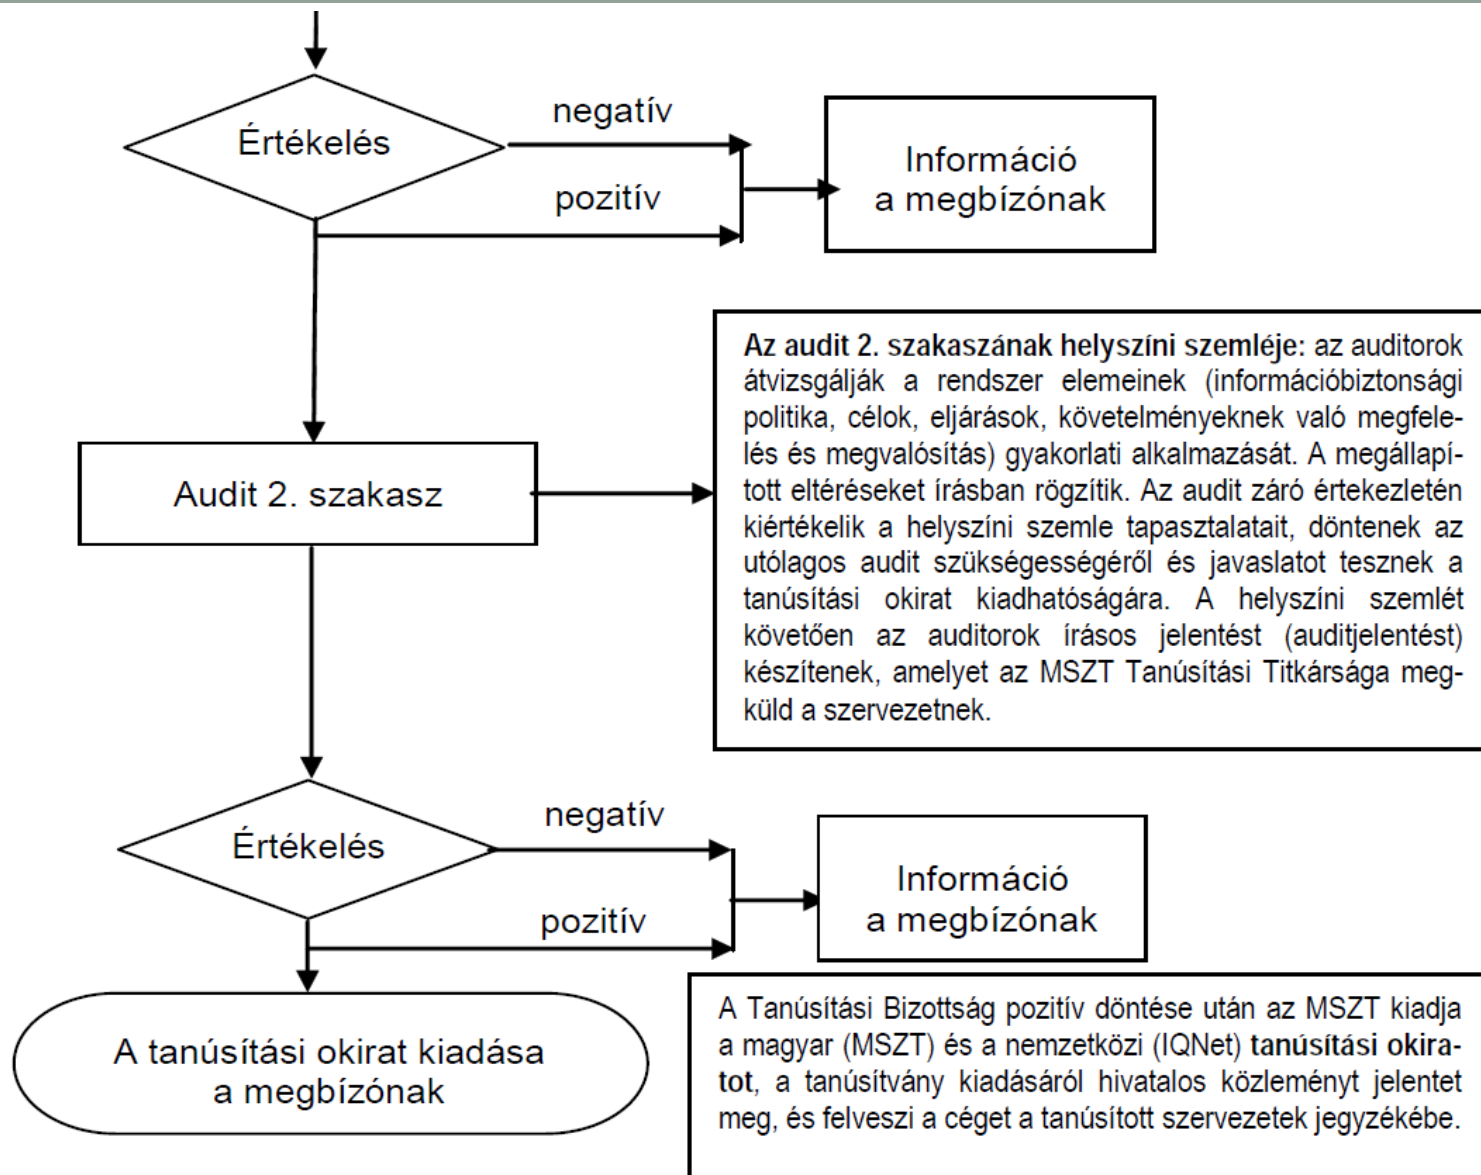 Értékelés
negatív
pozitív
Információ
a megbízónak
Az audit 2. szakaszának helyszíni szemléje: az auditorok
átvizsgálják a rendszer elemeinek (információbiztonsági
politika, célok, eljárások, követelményeknek való megfele-
lés és megvalósítás) gyakorlati alkalmazását. A megállapí-
tott eltéréseket írásban rögzítik. Az audit záró értekezletén
kiértékelik a helyszíni szemle tapasztalatait, döntenek az
utólagos audit szükségességéről és javaslatot tesznek a
tanúsítási okirat kiadhatóságára. A helyszíni szemlét
követően az auditorok írásos jelentést (auditjelentést)
készítenek, amelyet az MSZT Tanúsítási Titkársága meg-
küld a szervezetnek.
Audit 2. szakasz
Értékelés
negatív
pozitív
Információ
a megbízónak
A tanúsítási okirat kiadása
a megbízónak
A Tanúsítási Bizottság pozitív döntése után az MSZT kiadja
a magyar (MSZT) és a nemzetközi (IQNet) tanúsítási okira-
tot, a tanúsítvány kiadásáról hivatalos közleményt jelentet
meg, és felveszi a céget a tanúsított szervezetek jegyzékébe.